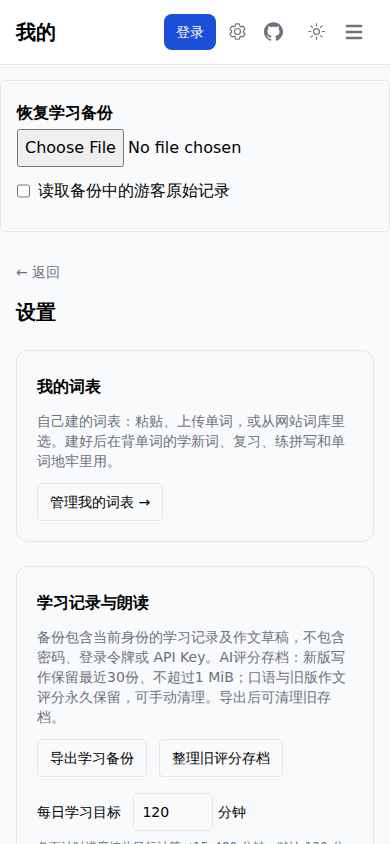 我的
登录
恢复学习备份
Choose File No file chosen
读取备份中的游客原始记录
← 返回
设置
我的词表
自己建的词表：粘贴、上传单词，或从网站词库里
选。建好后在背单词的学新词、复习、练拼写和单
词地牢里用。
管理我的词表 →
学习记录与朗读
备份包含当前身份的学习记录及作文草稿，不包含
密码、登录令牌或 API Key。AI评分存档：新版写
作保留最近30份、不超过1 MiB；口语与旧版作文
评分永久保留，可手动清理。导出后可清理旧存
档。
导出学习备份
整理旧评分存档
每日学习目标 120 分钟